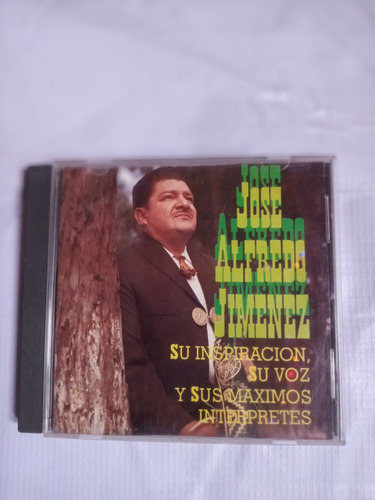 JOSE
ALFREDO
JIMENEZ
SU INSPIRACION,
SU VOZ
Y SUS MAXIMOS
INTERPRETES